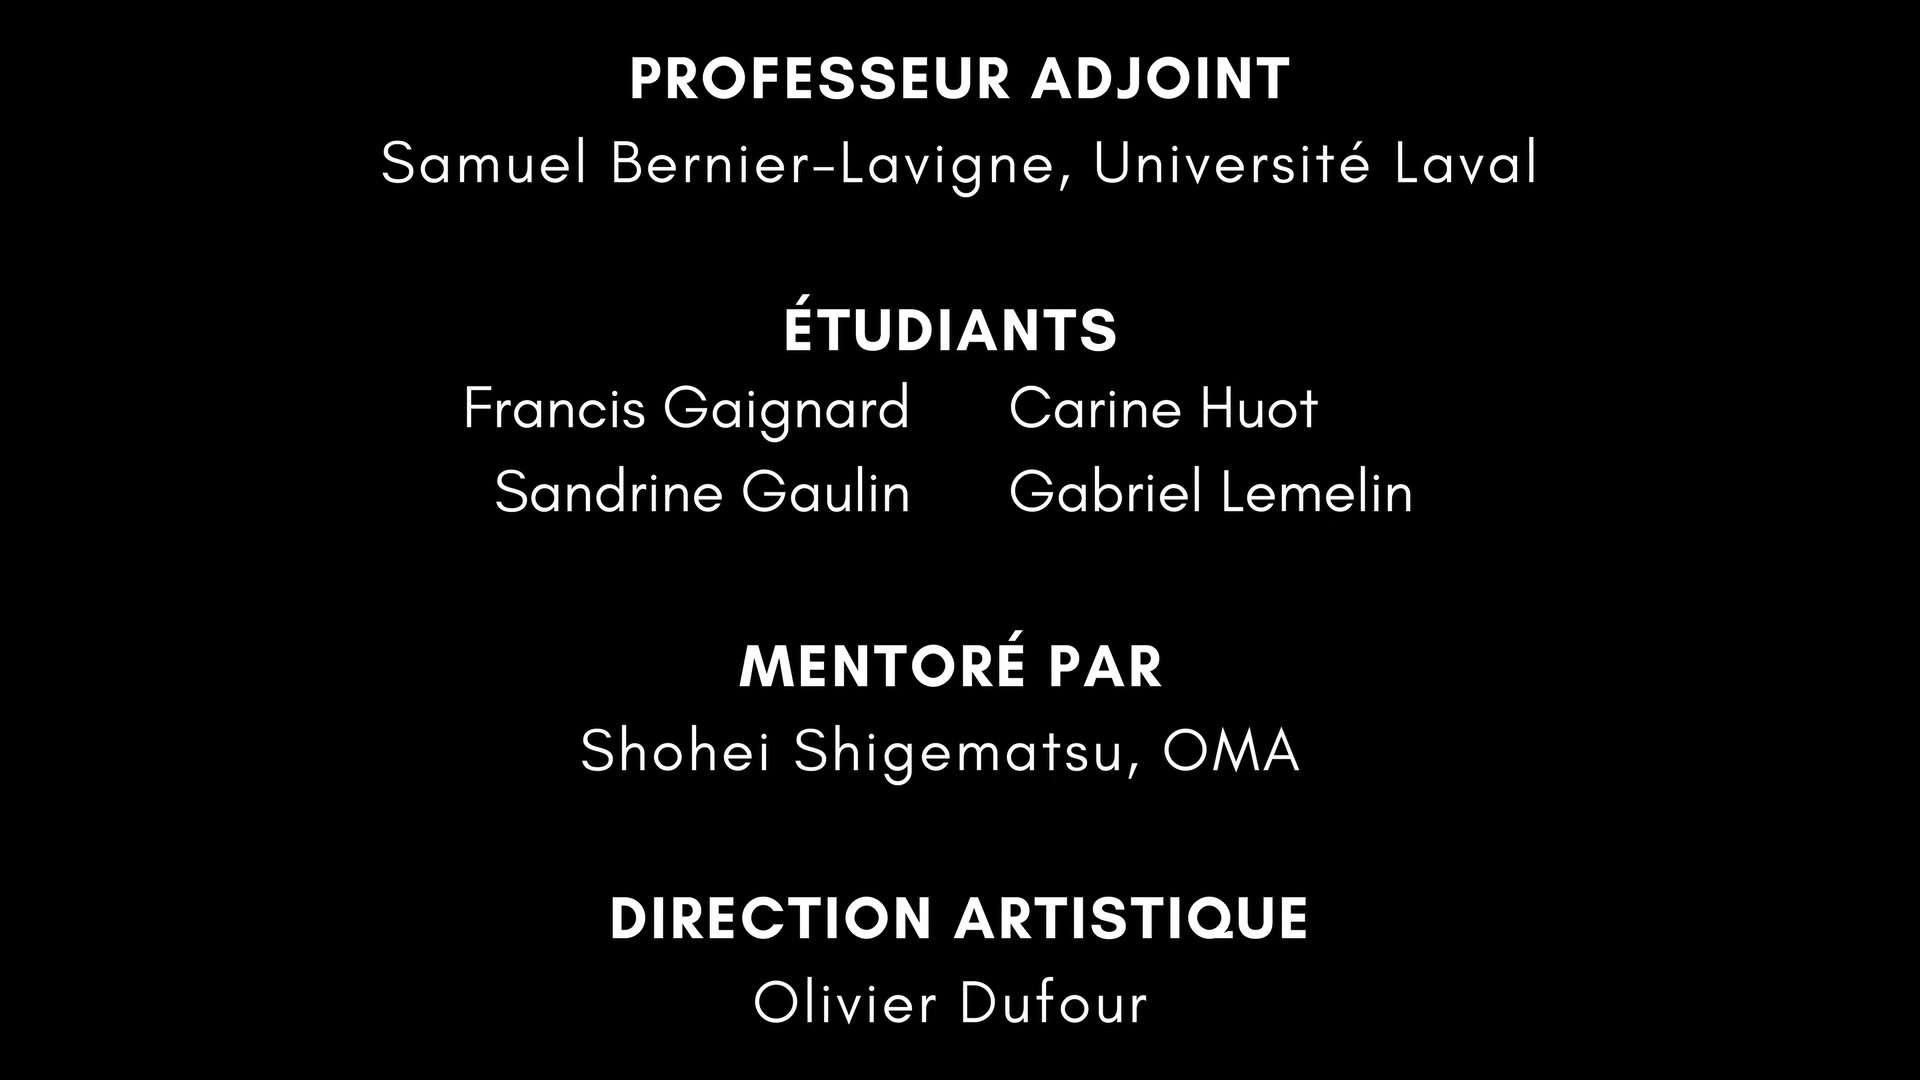 PROFESSEUR ADJOINT
Samuel Bernier-Lavigne, Université Laval
ÉTUDIANTS
Francis Gaignard Carine Huot
Sandrine Gaulin Gabriel Lemelin
MENTORÉ PAR
Shohei Shigematsu, OMA
DIRECTION ARTISTIQUE
Olivier Dufour